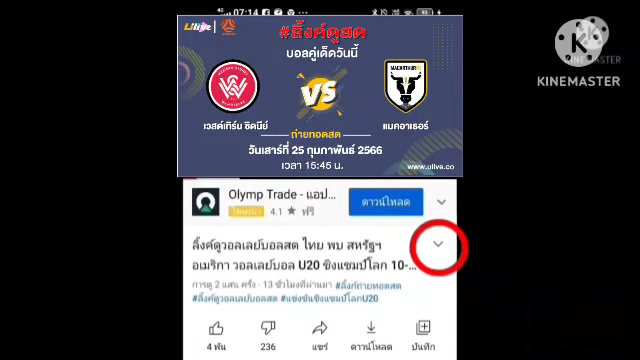 4G 07:14
93
Ulive
#ลิ้งค์ดูสด
บอลคู่เด็ดวันนี้
VS
MACARTHUR
เวสต์เทิร์น ซิดนีย์
แมคอาเธอร์
ถ่ายทอดสด
วันเสาร์ที่ 25 กุมภาพันธ์ 2566
เวลา 15:45 น.
www.ulive.co
K
KINEMASTER
KINEMASTER
Olymp Trade - แอป...
โฆษณา 4.1 ★ ฟรี
ดาวน์โหลด
ลิ้งค์ดูวอลเลย์บอลสด ไทย พบ สหรัฐฯ
อเมริกา วอลเลย์บอล U20 ชิงแชมป์โลก 10-...
การดู 2 แสน ครั้ง · 13 ชั่วโมงที่ผ่านมา #ลิ้งค์ถ่ายทอดสด
#ลิ้งค์ดูวอลเลย์บอลสด #แข่งขันชิงแชมป์โลกU20
4 พัน
236
แชร์
ดาวน์โหลด
บันทึก